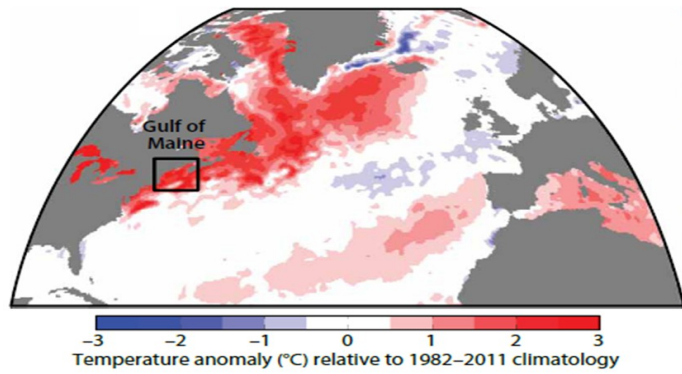 Gulf of
Maine
−3 −2 −1 0 1 2 3
Temperature anomaly (°C) relative to 1982–2011 climatology